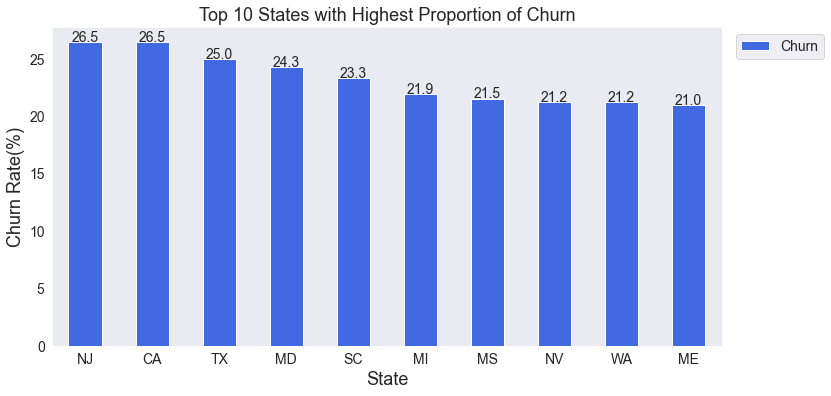 Top 10 States with Highest Proportion of Churn
Churn
26.5 26.5 25.0 24.3 23.3 21.9 21.5 21.2 21.2 21.0
Churn Rate(%)
25
20
15
10
5
0
NJ CA TX MD SC MI MS NV WA ME
State